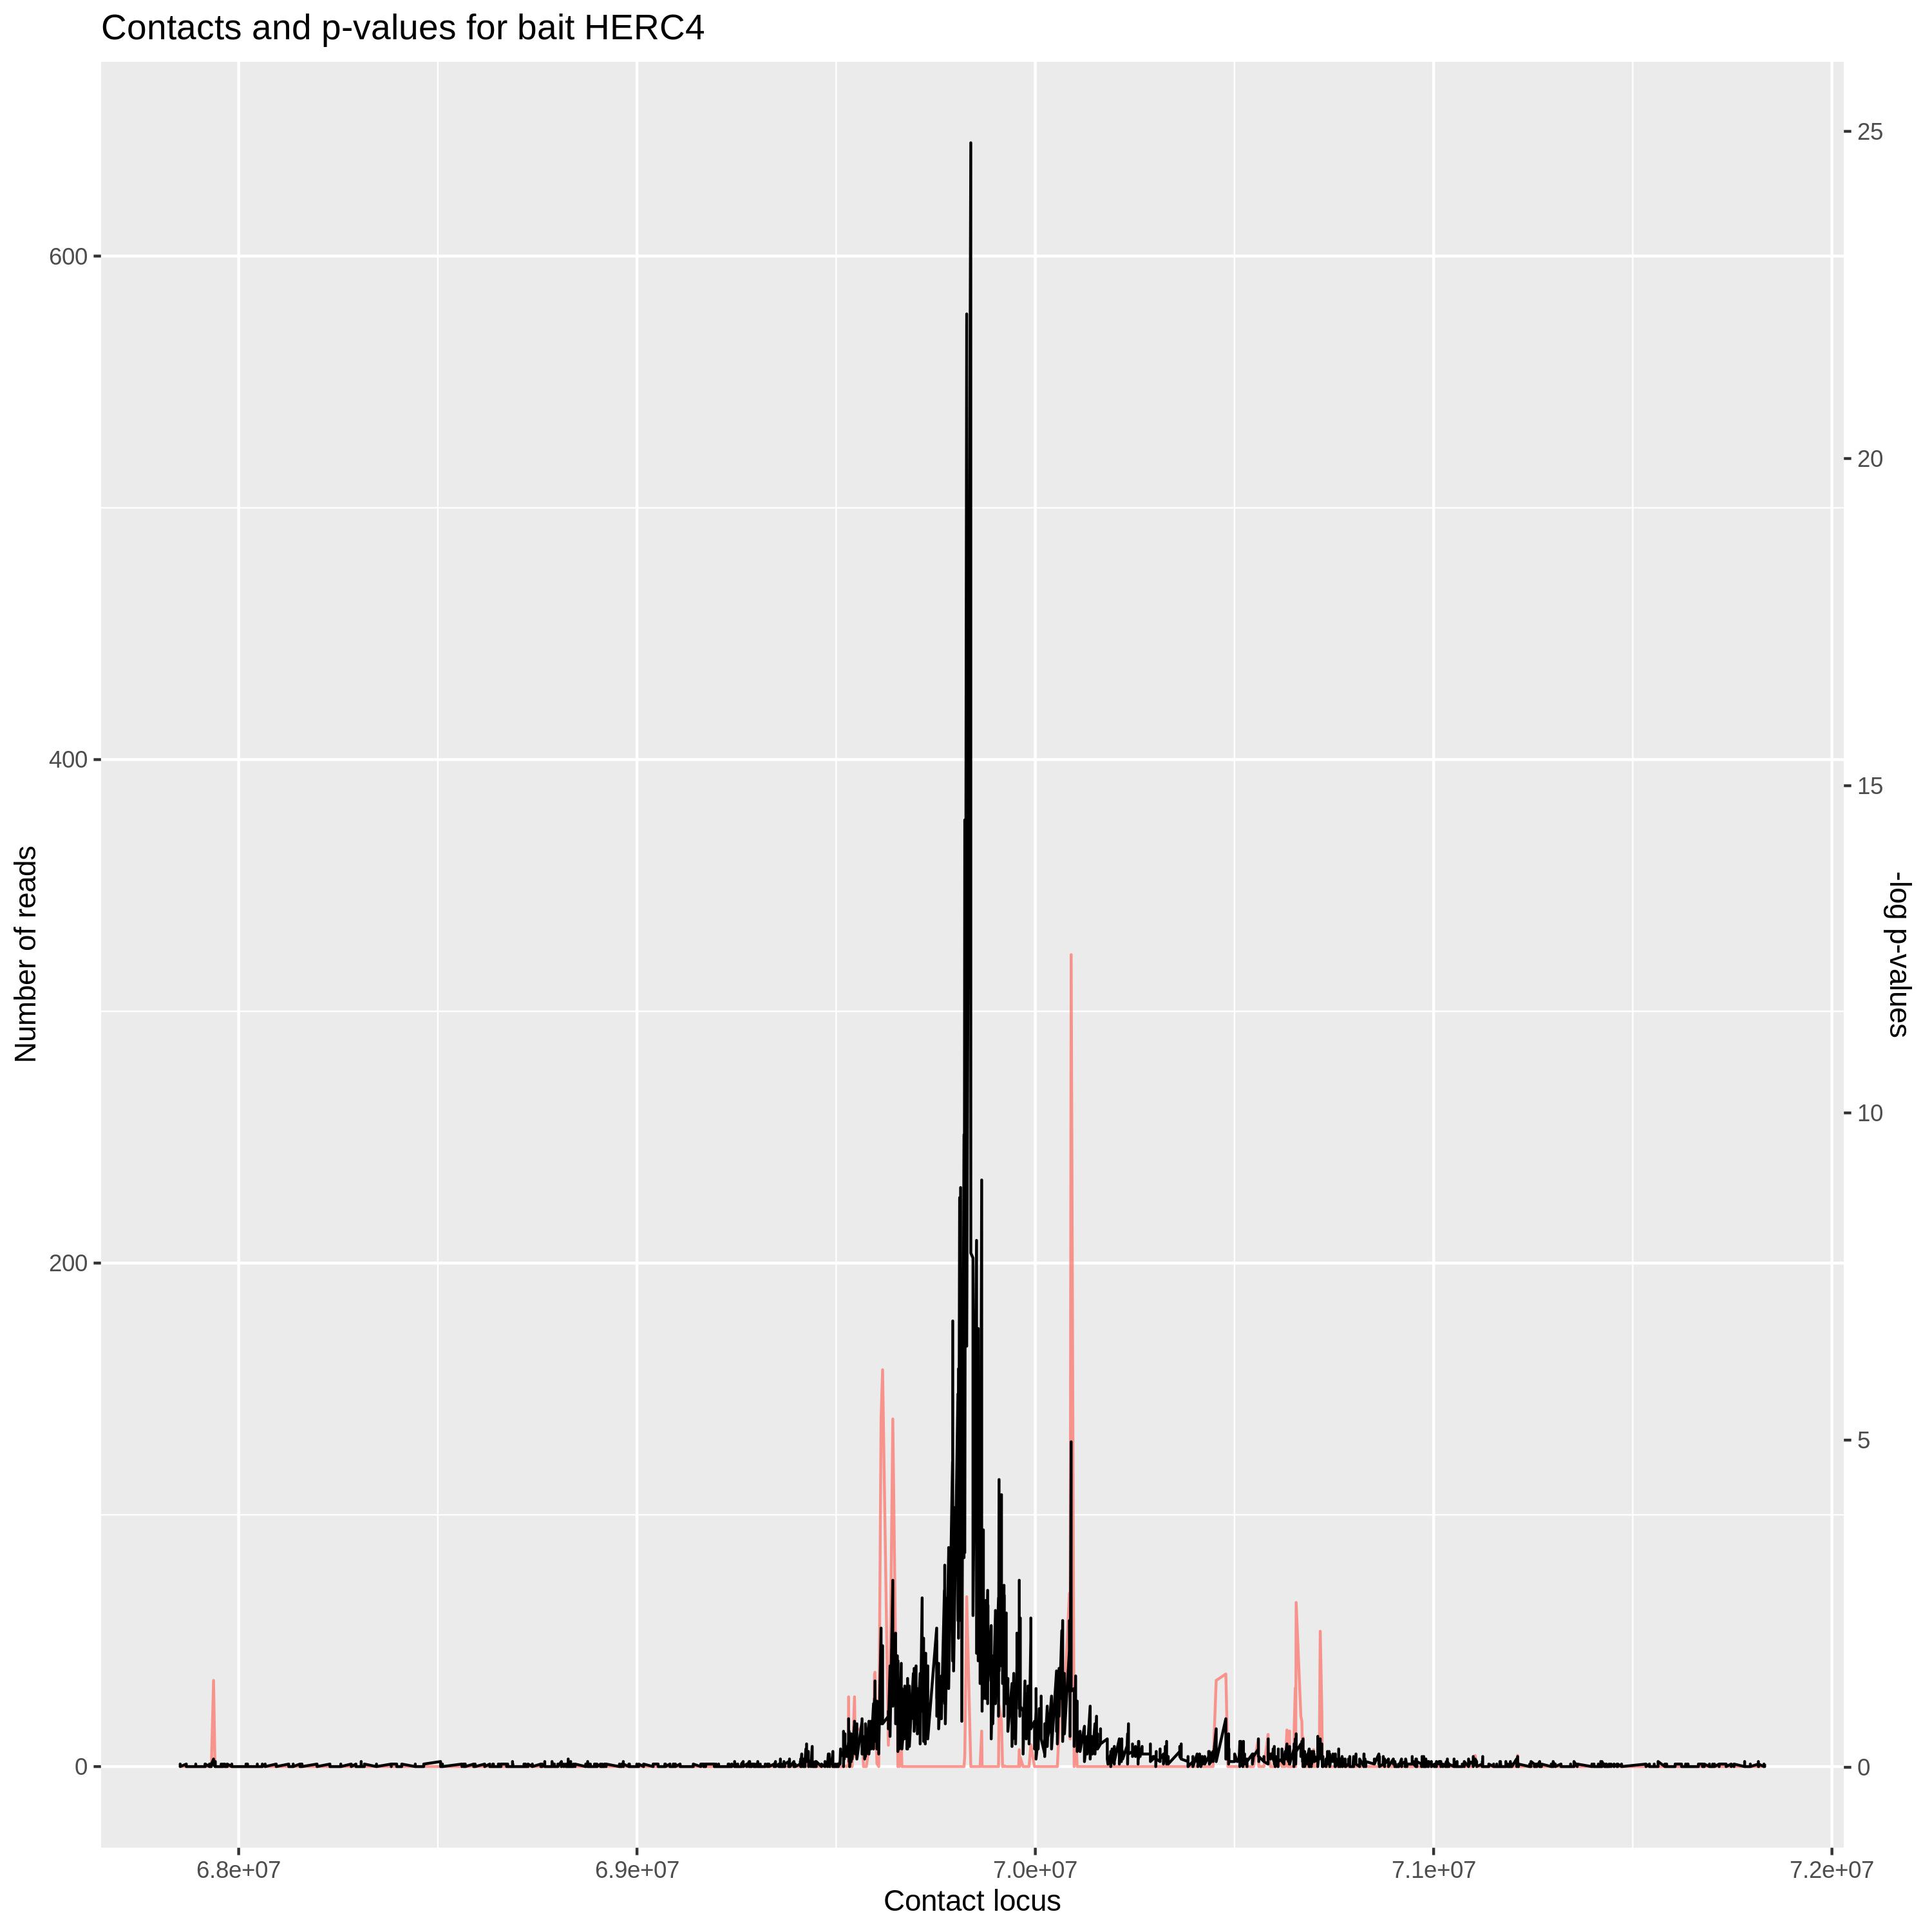 Contacts and p-values for bait HERC4
Number of reads
600
400
200
0
25
20
15
10
5
0
-log p-values
6.8e+07 6.9e+07 7.0e+07 7.1e+07 7.2e+07
Contact locus